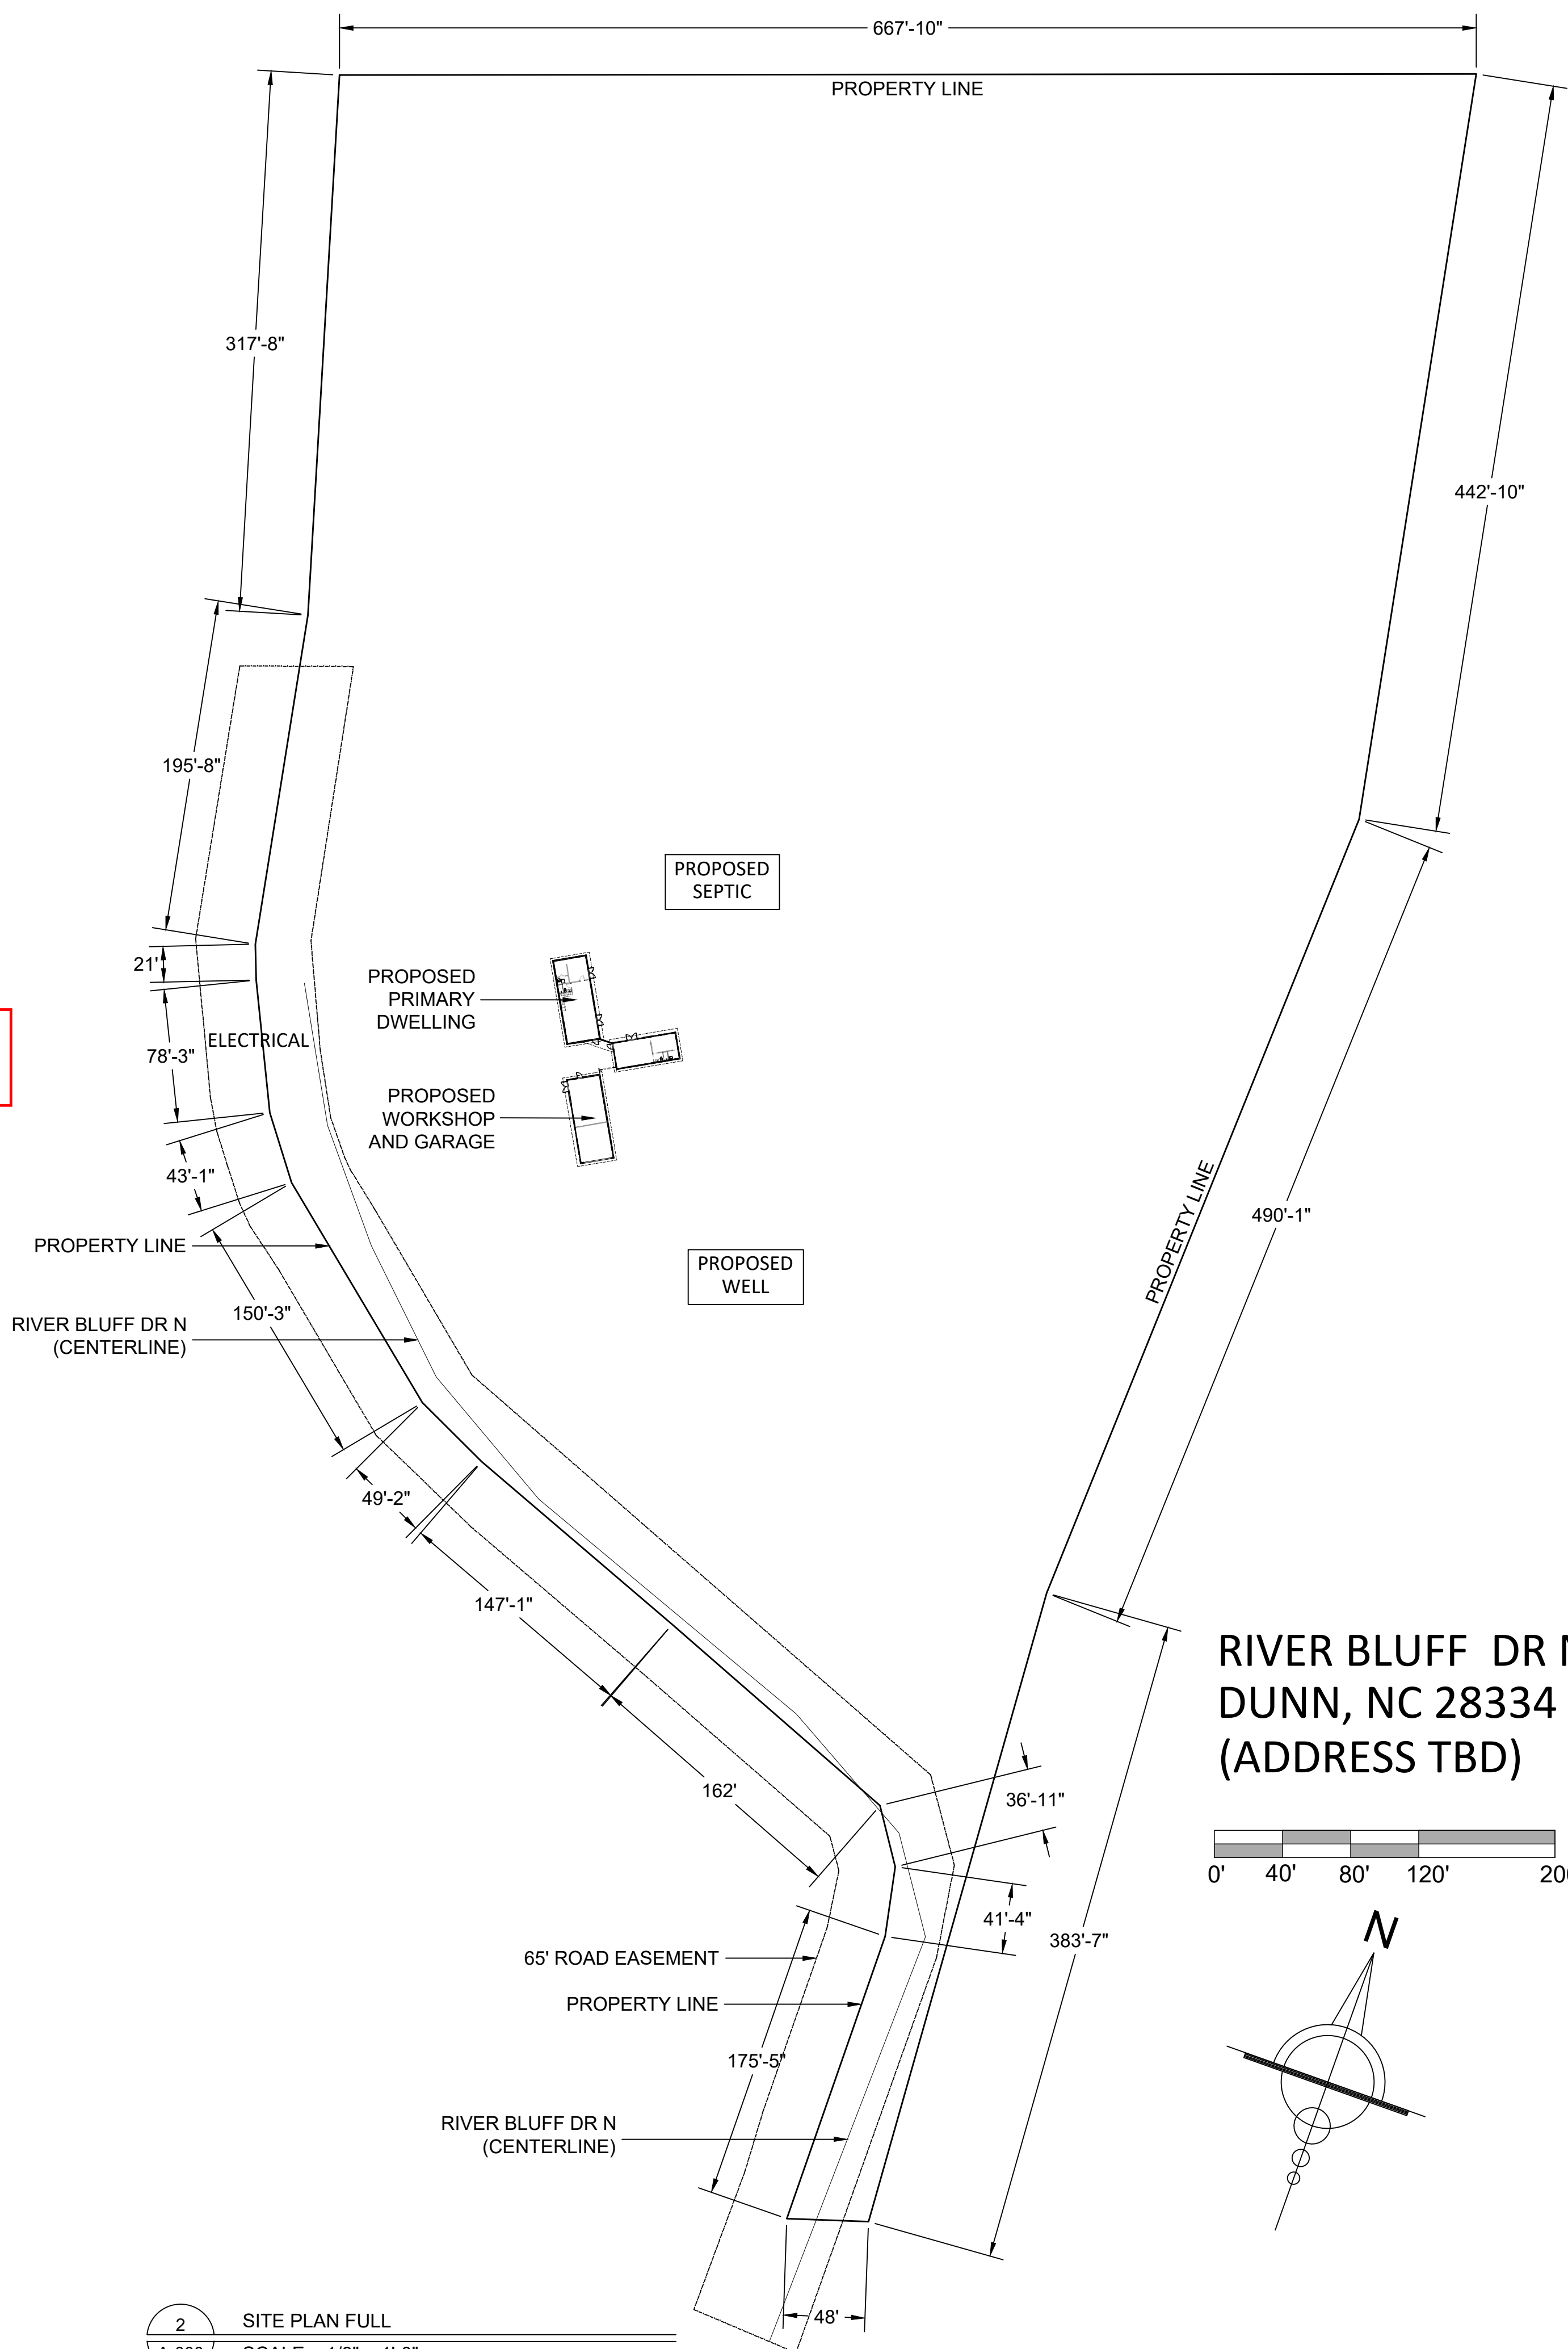 667'-10"
PROPERTY LINE
317'-8"
442'-10"
195'-8"
PROPOSED
SEPTIC
21'
PROPOSED
PRIMARY
DWELLING
ELECTRICAL
78'-3"
PROPOSED
WORKSHOP
AND GARAGE
43'-1"
PROPERTY LINE
490'-1"
PROPERTY LINE
PROPOSED
WELL
150'-3"
RIVER BLUFF DR N
(CENTERLINE)
49'-2"
147'-1"
RIVER BLUFF DR
DUNN, NC 28334
(ADDRESS TBD)
162'
36'-11"
0' 40' 80' 120'
41'-4"
383'-7"
N
65' ROAD EASEMENT
PROPERTY LINE
175'-5"
RIVER BLUFF DR N
(CENTERLINE)
48'
2 SITE PLAN FULL